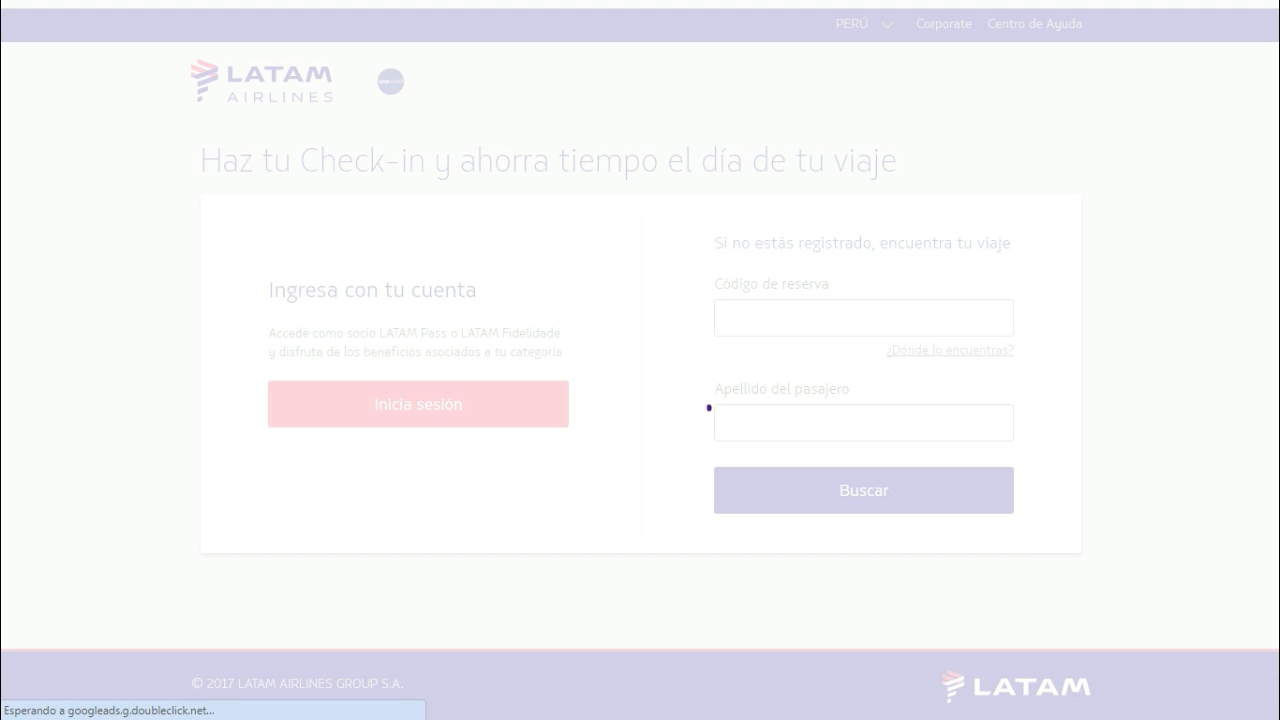 PERÚ Corporate Centro de Ayuda
LATAM
AIRLINES
Haz tu Check-in y ahorra tiempo el día de tu viaje
Si no estás registrado, encuentra tu viaje
Ingresa con tu cuenta
Código de reserva
Accede como socio LATAM Pass o LATAM Fidelidade
y disfruta de los beneficios asociados a tu categoría
¿Dónde lo encuentras?
Inicia sesión
Apellido del pasajero
Buscar
© 2017 LATAM AIRLINES GROUP S.A.
LATAM
Esperando a googleads.g.doubleclick.net...